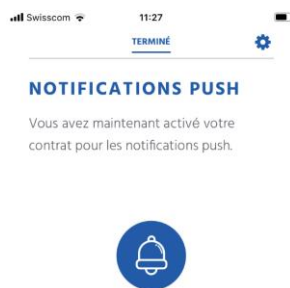 Swisscom 11:27
TERMINÉ
NOTIFICATIONS PUSH
Vous avez maintenant activé votre
contrat pour les notifications push.